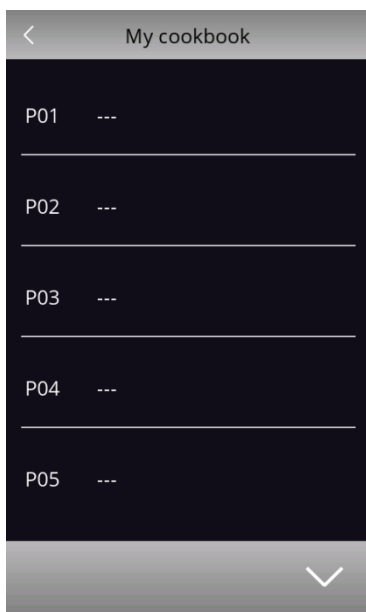 My cookbook
P01 ---
P02 ---
P03 ---
P04 ---
P05 ---